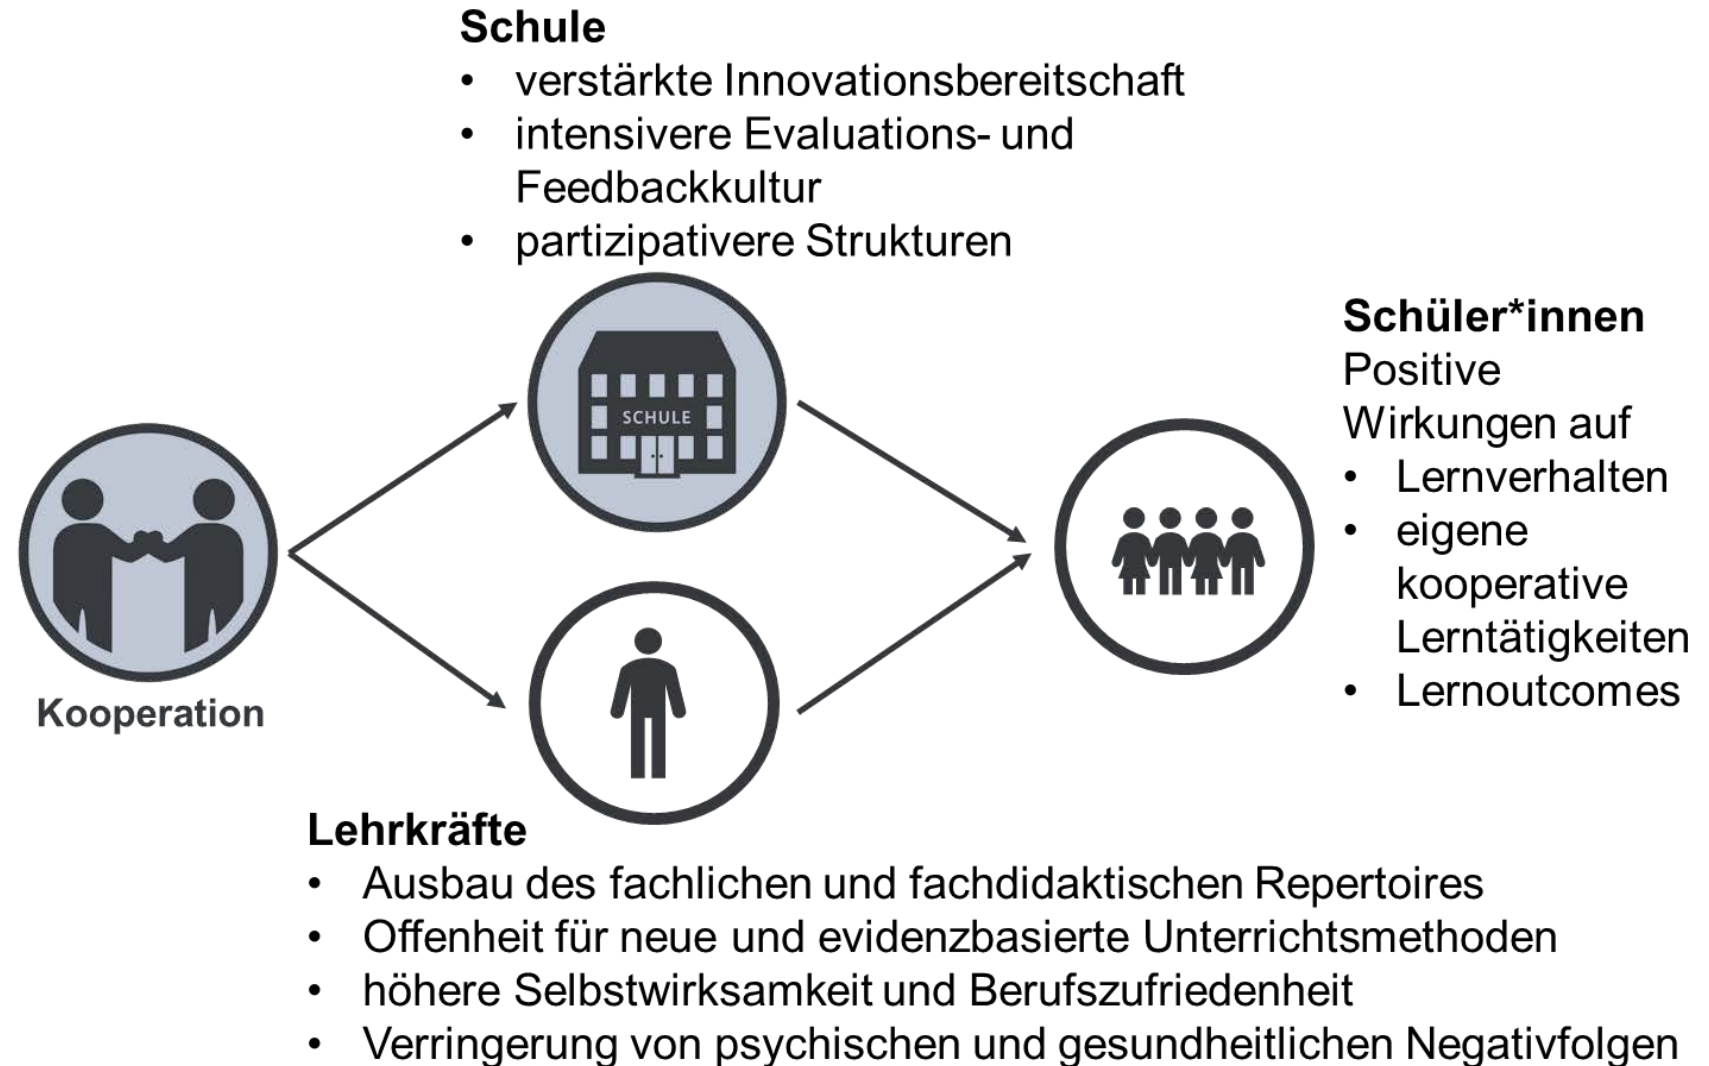 Schule
• verstärkte Innovationsbereitschaft
• intensivere Evaluations- und
Feedbackkultur
• partizipativere Strukturen
SCHULE
Kooperation
Schüler*innen
Positive
Wirkungen auf
• Lernverhalten
• eigene
kooperative
Lerntätigkeiten
• Lernoutcomes
Lehrkräfte
• Ausbau des fachlichen und fachdidaktischen Repertoires
• Offenheit für neue und evidenzbasierte Unterrichtsmethoden
• höhere Selbstwirksamkeit und Berufszufriedenheit
• Verringerung von psychischen und gesundheitlichen Negativfolgen